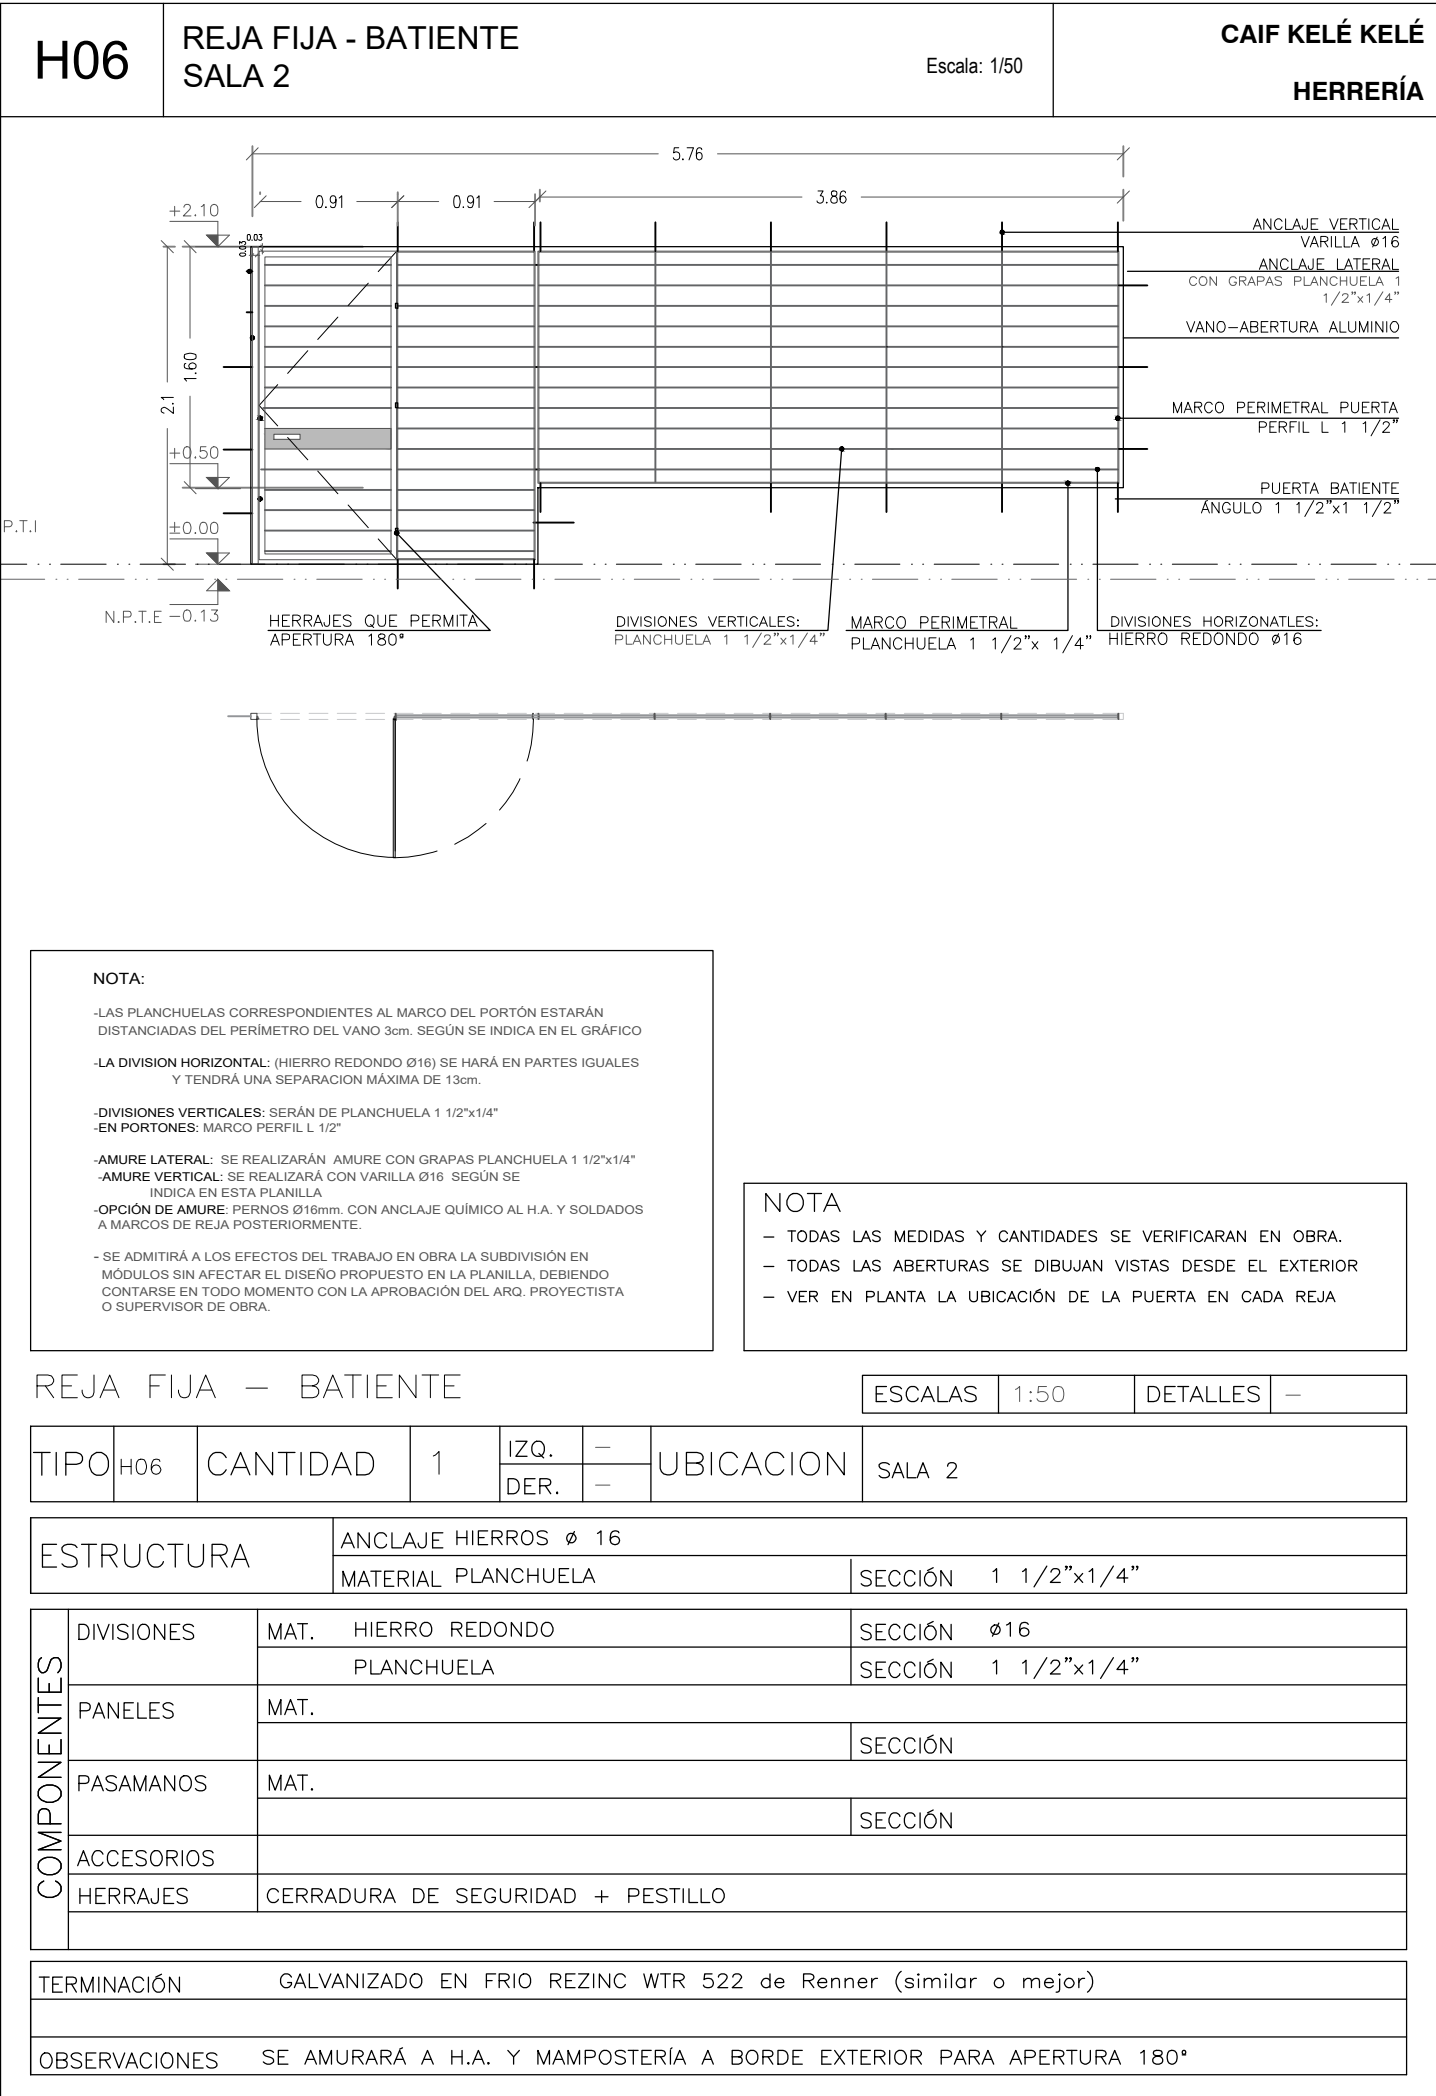 H06
REJA FIJA - BATIENTE
SALA 2
Escala: 1/50
CAIF KELÉ KELÉ
HERRERÍA
5.76
0.91
0.91
3.86
+2.10
0.03
0.03
1.60
2.1
+0.50
±0.00
P.T.I
N.P.T.E -0.13
ANCLAJE VERTICAL
VARILLA ø16
ANCLAJE LATERAL
CON GRAPAS PLANCHUELA 1
1/2"x1/4"
VANO-ABERTURA ALUMINIO
MARCO PERIMETRAL PUERTA
PERFIL L 1 1/2"
PUERTA BATIENTE
ÁNGULO 1 1/2"x1 1/2"
HERRAJES QUE PERMITA
APERTURA 180°
DIVISIONES VERTICALES:
PLANCHUELA 1 1/2"x1/4"
MARCO PERIMETRAL
PLANCHUELA 1 1/2"x 1/4"
DIVISIONES HORIZONATLES:
HIERRO REDONDO ø16
NOTA:
-LAS PLANCHUELAS CORRESPONDIENTES AL MARCO DEL PORTÓN ESTARÁN
DISTANCIADAS DEL PERÍMETRO DEL VANO 3cm. SEGÚN SE INDICA EN EL GRÁFICO
-LA DIVISION HORIZONTAL: (HIERRO REDONDO Ø16) SE HARÁ EN PARTES IGUALES
Y TENDRÁ UNA SEPARACION MÁXIMA DE 13cm.
-DIVISIONES VERTICALES: SERÁN DE PLANCHUELA 1 1/2"x1/4"
-EN PORTONES: MARCO PERFIL L 1/2"
-AMURE LATERAL: SE REALIZARÁN AMURE CON GRAPAS PLANCHUELA 1 1/2"x1/4"
-AMURE VERTICAL: SE REALIZARÁ CON VARILLA Ø16 SEGÚN SE
INDICA EN ESTA PLANILLA
-OPCIÓN DE AMURE: PERNOS Ø16mm. CON ANCLAJE QUÍMICO AL H.A. Y SOLDADOS
A MARCOS DE REJA POSTERIORMENTE.
- SE ADMITIRÁ A LOS EFECTOS DEL TRABAJO EN OBRA LA SUBDIVISIÓN EN
MÓDULOS SIN AFECTAR EL DISEÑO PROPUESTO EN LA PLANILLA, DEBIENDO
CONTARSE EN TODO MOMENTO CON LA APROBACIÓN DEL ARQ. PROYECTISTA
O SUPERVISOR DE OBRA.
NOTA
- TODAS LAS MEDIDAS Y CANTIDADES SE VERIFICARAN EN OBRA.
- TODAS LAS ABERTURAS SE DIBUJAN VISTAS DESDE EL EXTERIOR
- VER EN PLANTA LA UBICACIÓN DE LA PUERTA EN CADA REJA
REJA FIJA - BATIENTE
ESCALAS 1:50 DETALLES -
TIPO H06 CANTIDAD 1
IZQ. -
DER. -
UBICACION SALA 2
ESTRUCTURA
ANCLAJE HIERROS ø 16
MATERIAL PLANCHUELA SECCIÓN 1 1/2"x1/4"
COMPONENTES
DIVISIONES MAT. HIERRO REDONDO SECCIÓN ø16
PLANCHUELA SECCIÓN 1 1/2"x1/4"
PANELES MAT.
SECCIÓN
PASAMANOS MAT.
SECCIÓN
ACCESORIOS
HERRAJES CERRADURA DE SEGURIDAD + PESTILLO
TERMINACIÓN GALVANIZADO EN FRIO REZINC WTR 522 de Renner (similar o mejor)
OBSERVACIONES SE AMURARÁ A H.A. Y MAMPOSTERÍA A BORDE EXTERIOR PARA APERTURA 180°